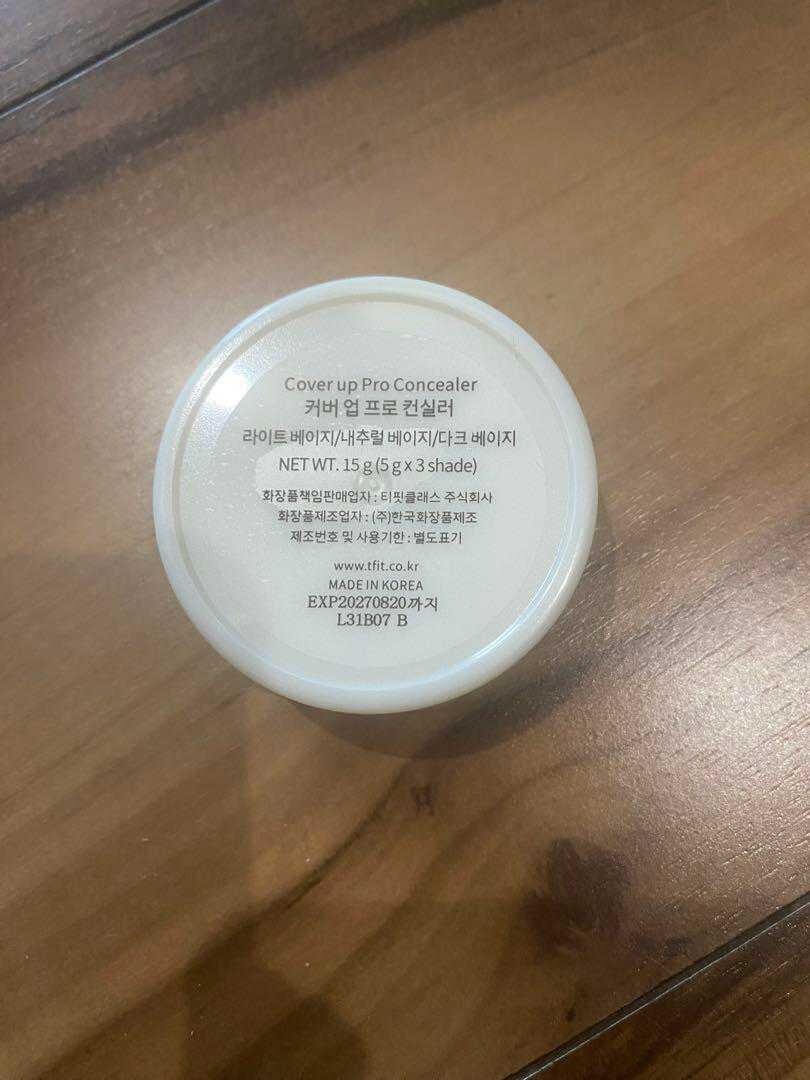 Cover up Pro Concealer
커버 업 프로 컨실러
라이트 베이지/내추럴 베이지/다크 베이지
NET WT. 15 g (5 g x 3 shade)
화장품책임판매업자 : 티핏클래스 주식회사
화장품제조업자 : (주)한국화장품제조
제조번호 및 사용기한 : 별도표기
www.tfit.co.kr
MADE IN KOREA
EXP20270820까지
L31B07 B